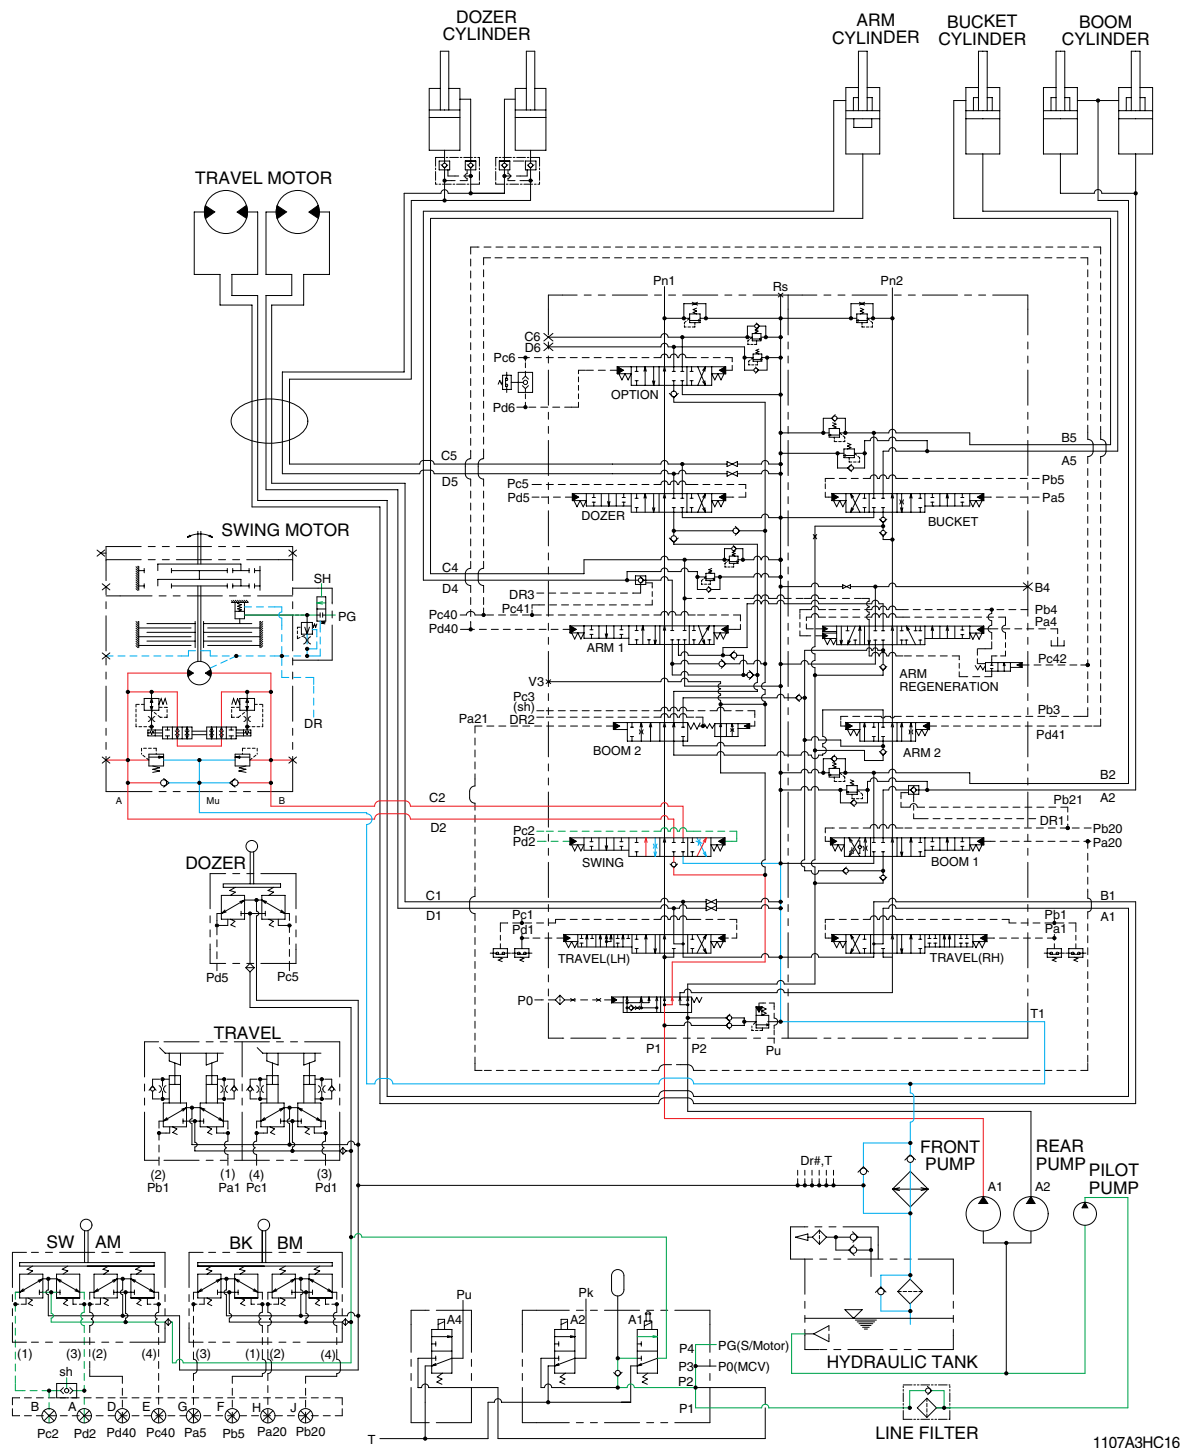 DOZER
CYLINDER
ARM
CYLINDER
BUCKET
CYLINDER
BOOM
CYLINDER
TRAVEL MOTOR
Pn1
Rs
Pn2
C6
D6
Pc6
Pd6
OPTION
B5
A5
C5
D5
Pc5
Pd5
DOZER
Pb5
Pa5
BUCKET
SWING MOTOR
SH
PG
DR
A
Mu
B
C4
D4
DR3
Pc40
Pc41
Pd40
ARM 1
B4
Pb4
Pa4
Pc42
ARM
REGENERATION
V3
Pc3
(sh)
DR2
Pa21
BOOM 2
Pb3
Pd41
ARM 2
B2
A2
Pb21
DR1
C2
D2
Pc2
Pd2
SWING
Pb20
Pa20
BOOM 1
DOZER
Pd5
Pc5
C1
D1
Pc1
Pd1
TRAVEL(LH)
B1
A1
Pb1
Pa1
TRAVEL(RH)
P0
P1
P2
Pu
T1
TRAVEL
(2)
Pb1
(1)
Pa1
(4)
Pc1
(3)
Pd1
Dr#,T
FRONT
PUMP
REAR
PUMP
PILOT
PUMP
A1
A2
SW
AM
BK
BM
(1)
(3)
(2)
(4)
(3)
(1)
(2)
(4)
sh
B
A
D
E
G
F
H
J
Pc2
Pd2
Pd40
Pc40
Pa5
Pb5
Pa20
Pb20
Pu
A4
Pk
A2
A1
P4
PG(S/Motor)
P3
P0(MCV)
P2
P1
T
HYDRAULIC TANK
LINE FILTER
1107A3HC16